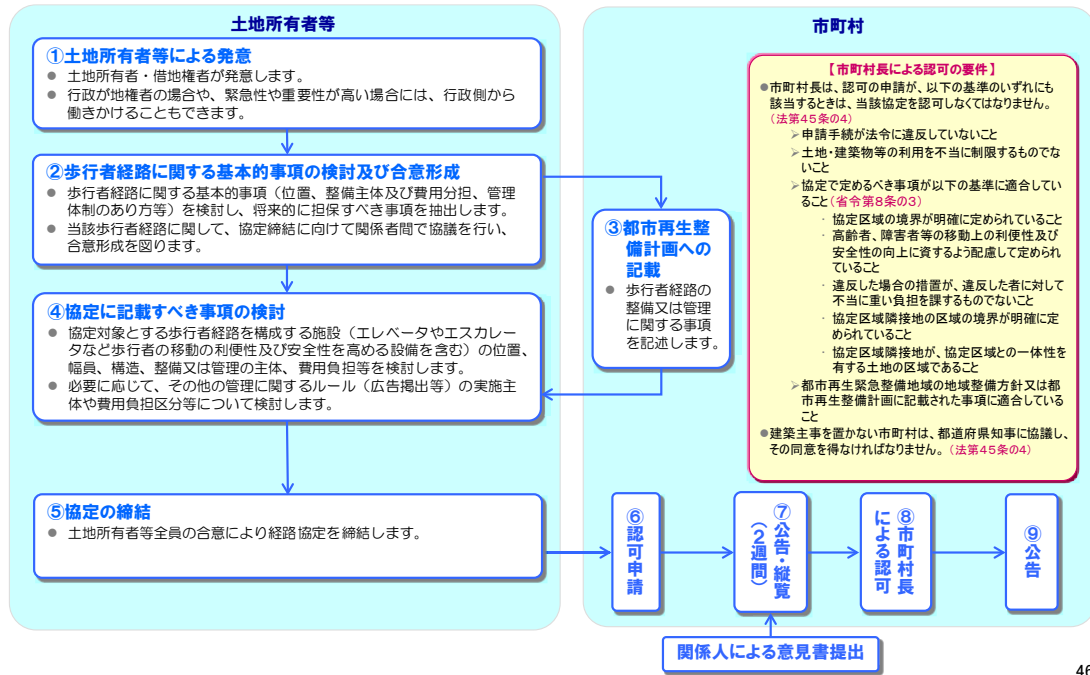 土地所有者等
①土地所有者等による発意
● 土地所有者・借地権者が発意します。
● 行政が地権者の場合や、緊急性や重要性が高い場合には、行政側から
働きかけることもできます。
②歩行者経路に関する基本的事項の検討及び合意形成
● 歩行者経路に関する基本的事項（位置、整備主体及び費用分担、管理
体制のあり方等）を検討し、将来的に担保すべき事項を抽出します。
● 当該歩行者経路に関して、協定締結に向けて関係者間で協議を行い、
合意形成を図ります。
③都市再生整
備計画への
記載
● 歩行者経路の
整備又は管理
に関する事項
を記述します。
④協定に記載すべき事項の検討
● 協定対象とする歩行者経路を構成する施設（エレベータやエスカレー
タなど歩行者の移動の利便性及び安全性を高める設備を含む）の位置、
幅員、構造、整備又は管理の主体、費用負担等を検討します。
● 必要に応じて、その他の管理に関するルール（広告掲出等）の実施主
体や費用負担区分等について検討します。
⑤協定の締結
● 土地所有者等全員の合意により経路協定を締結します。
市町村
【市町村長による認可の要件】
●市町村長は、認可の申請が、以下の基準のいずれにも
該当するときは、当該協定を認可しなくてはなりません。
（法第45条の4）
➢申請手続が法令に違反していないこと
➢土地・建築物等の利用を不当に制限するものでな
いこと
➢協定で定めるべき事項が以下の基準に適合してい
ること（省令第8条の3）
・ 協定区域の境界が明確に定められていること
・ 高齢者、障害者等の移動上の利便性及び
安全性の向上に資するよう配慮して定められ
ていること
・ 違反した場合の措置が、違反した者に対して
不当に重い負担を課するものでないこと
・ 協定区域隣接地の区域の境界が明確に定
められていること
・ 協定区域隣接地が、協定区域との一体性を
有する土地の区域であること
➢都市再生緊急整備地域の地域整備方針又は都
市再生整備計画に記載された事項に適合している
こと
●建築主事を置かない市町村は、都道府県知事に協議し、
その同意を得なければなりません。（法第45条の4）
⑥認可申請
⑦公告・縦覧
（2週間）
⑧市町村長
による認可
⑨公告
関係人による意見書提出
46